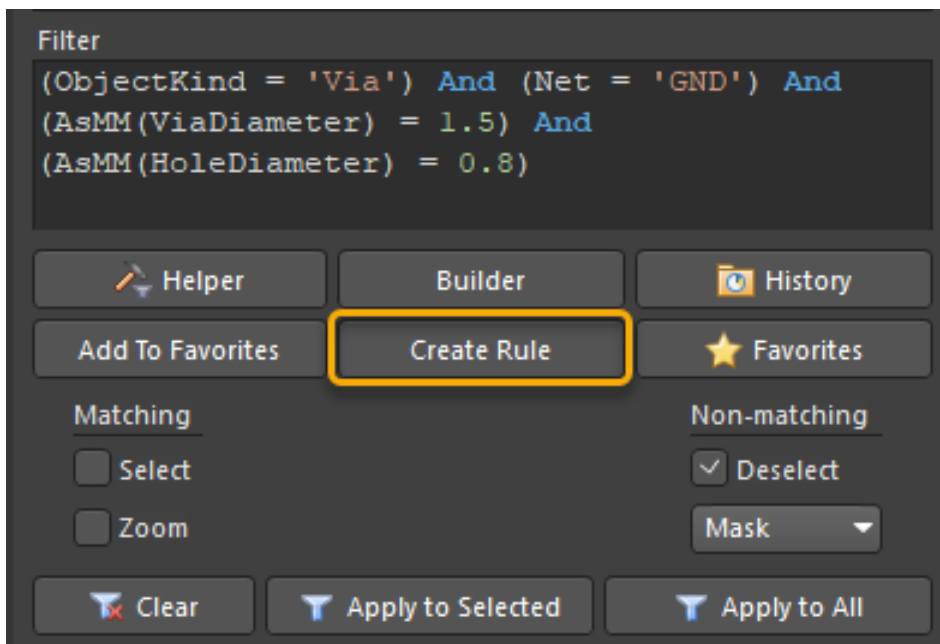 Filter
(ObjectKind = 'Via') And (Net = 'GND') And
(AsMM(ViaDiameter) = 1.5) And
(AsMM(HoleDiameter) = 0.8)
Helper Builder History
Add To Favorites Create Rule Favorites
Matching Non-matching
Select Deselect
Zoom Mask
Clear Apply to Selected Apply to All